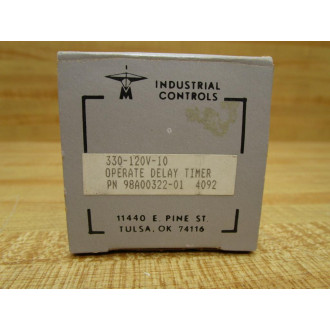 M
INDUSTRIAL
CONTROLS
330-120V-10
OPERATE DELAY TIMER
PN 98A00322-01 4092
11440 E. PINE ST.
TULSA, OK 74116